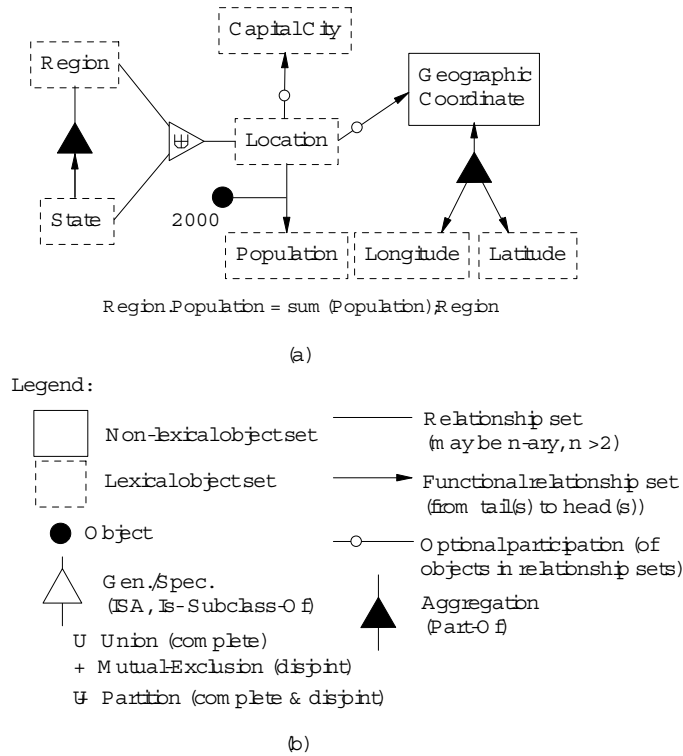 Capital City
Region
Geographic
Coordinate
Location
State
2000
Population
Longitude
Latitude
Region.Population = sum(Population);Region
(a)
Legend:
Non-lexical object set
Lexical object set
Object
Gen./Spec.
(ISA, Is-Subclass-Of)
U Union (complete)
+ Mutual-Exclusion (disjoint)
⊎ Partition (complete & disjoint)
Relationship set
(may be n-ary, n >2)
Functional relationship set
(from tail(s) to head(s))
Optional participation (of
objects in relationship sets)
Aggregation
(Part-Of)
(b)